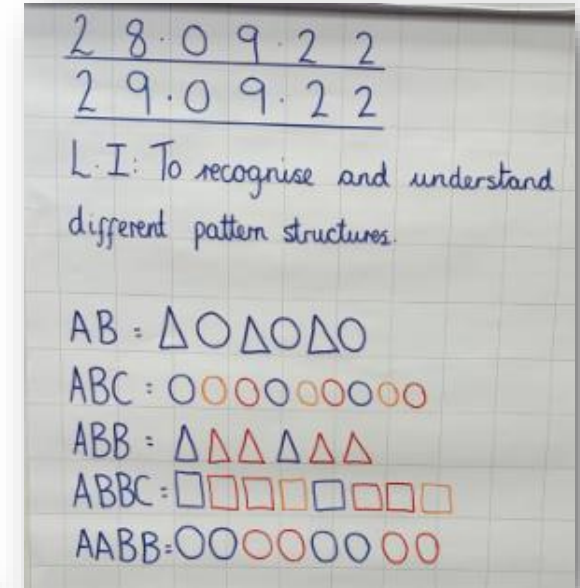 28.09.22
29.09.22
L.I: To recognise and understand
different pattern structures.
AB =
ABC =
ABB =
ABBC =
AABB =